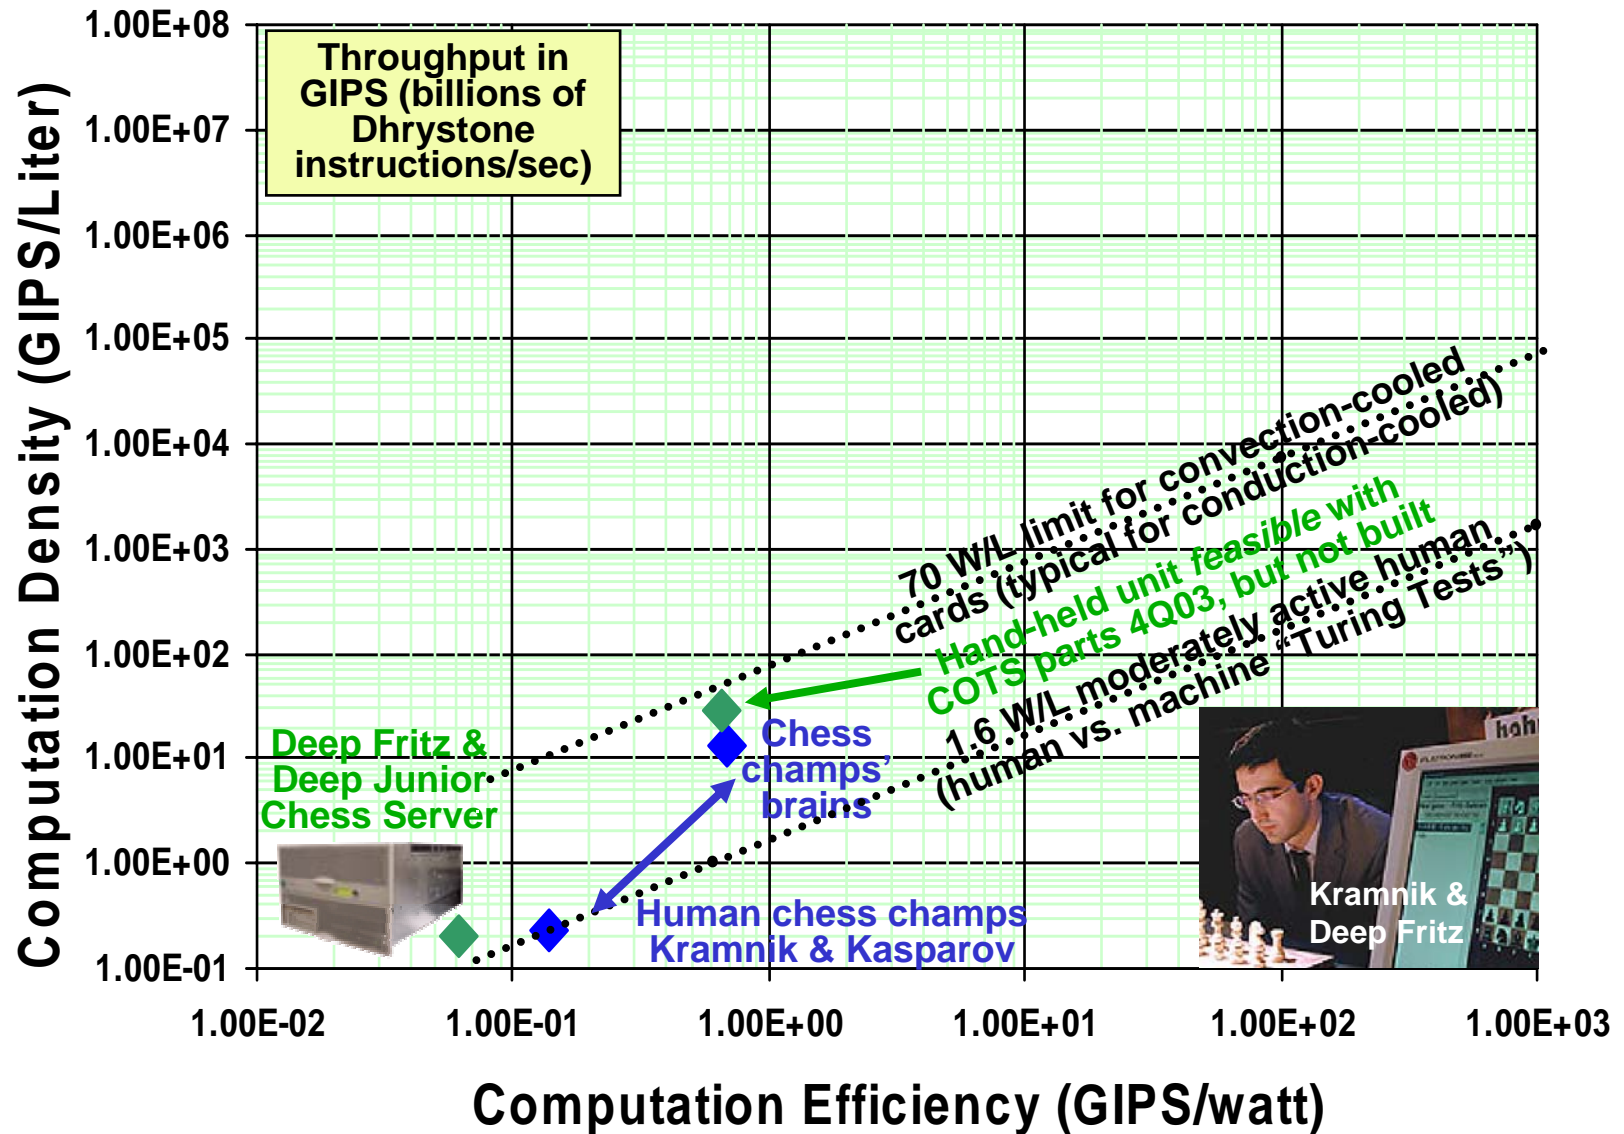 1.00E+08
1.00E+07
1.00E+06
1.00E+05
1.00E+04
1.00E+03
1.00E+02
1.00E+01
1.00E+00
1.00E-01
Computation Density (GIPS/Liter)
Throughput in
GIPS (billions of
Dhrystone
instructions/sec)
70 W/L limit for convection-cooled
cards (typical for conduction-cooled)
Hand-held unit feasible with
COTS parts 4Q03, but not built
1.6 W/L moderately active human
(human vs. machine “Turing Tests”)
Deep Fritz &
Deep Junior
Chess Server
Chess
champs’
brains
Human chess champs
Kramnik & Kasparov
Kramnik &
Deep Fritz
1.00E-02
1.00E-01
1.00E+00
1.00E+01
1.00E+02
1.00E+03
Computation Efficiency (GIPS/watt)